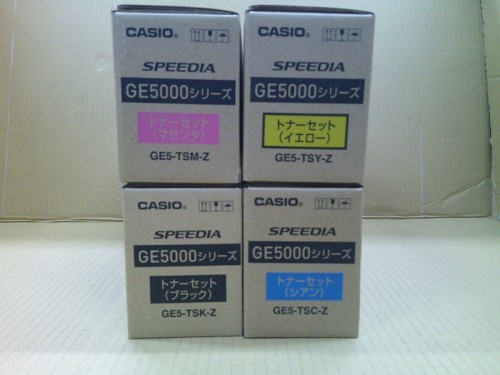 CASIO
SPEEDIA
GE5000シリーズ
トナーセット
(マゼンタ)
GE5-TSM-Z
CASIO
SPEEDIA
GE5000シリーズ
トナーセット
(イエロー)
GE5-TSY-Z
CASIO
SPEEDIA
GE5000シリーズ
トナーセット
(ブラック)
GE5-TSK-Z
CASIO
SPEEDIA
GE5000シリーズ
トナーセット
(シアン)
GE5-TSC-Z